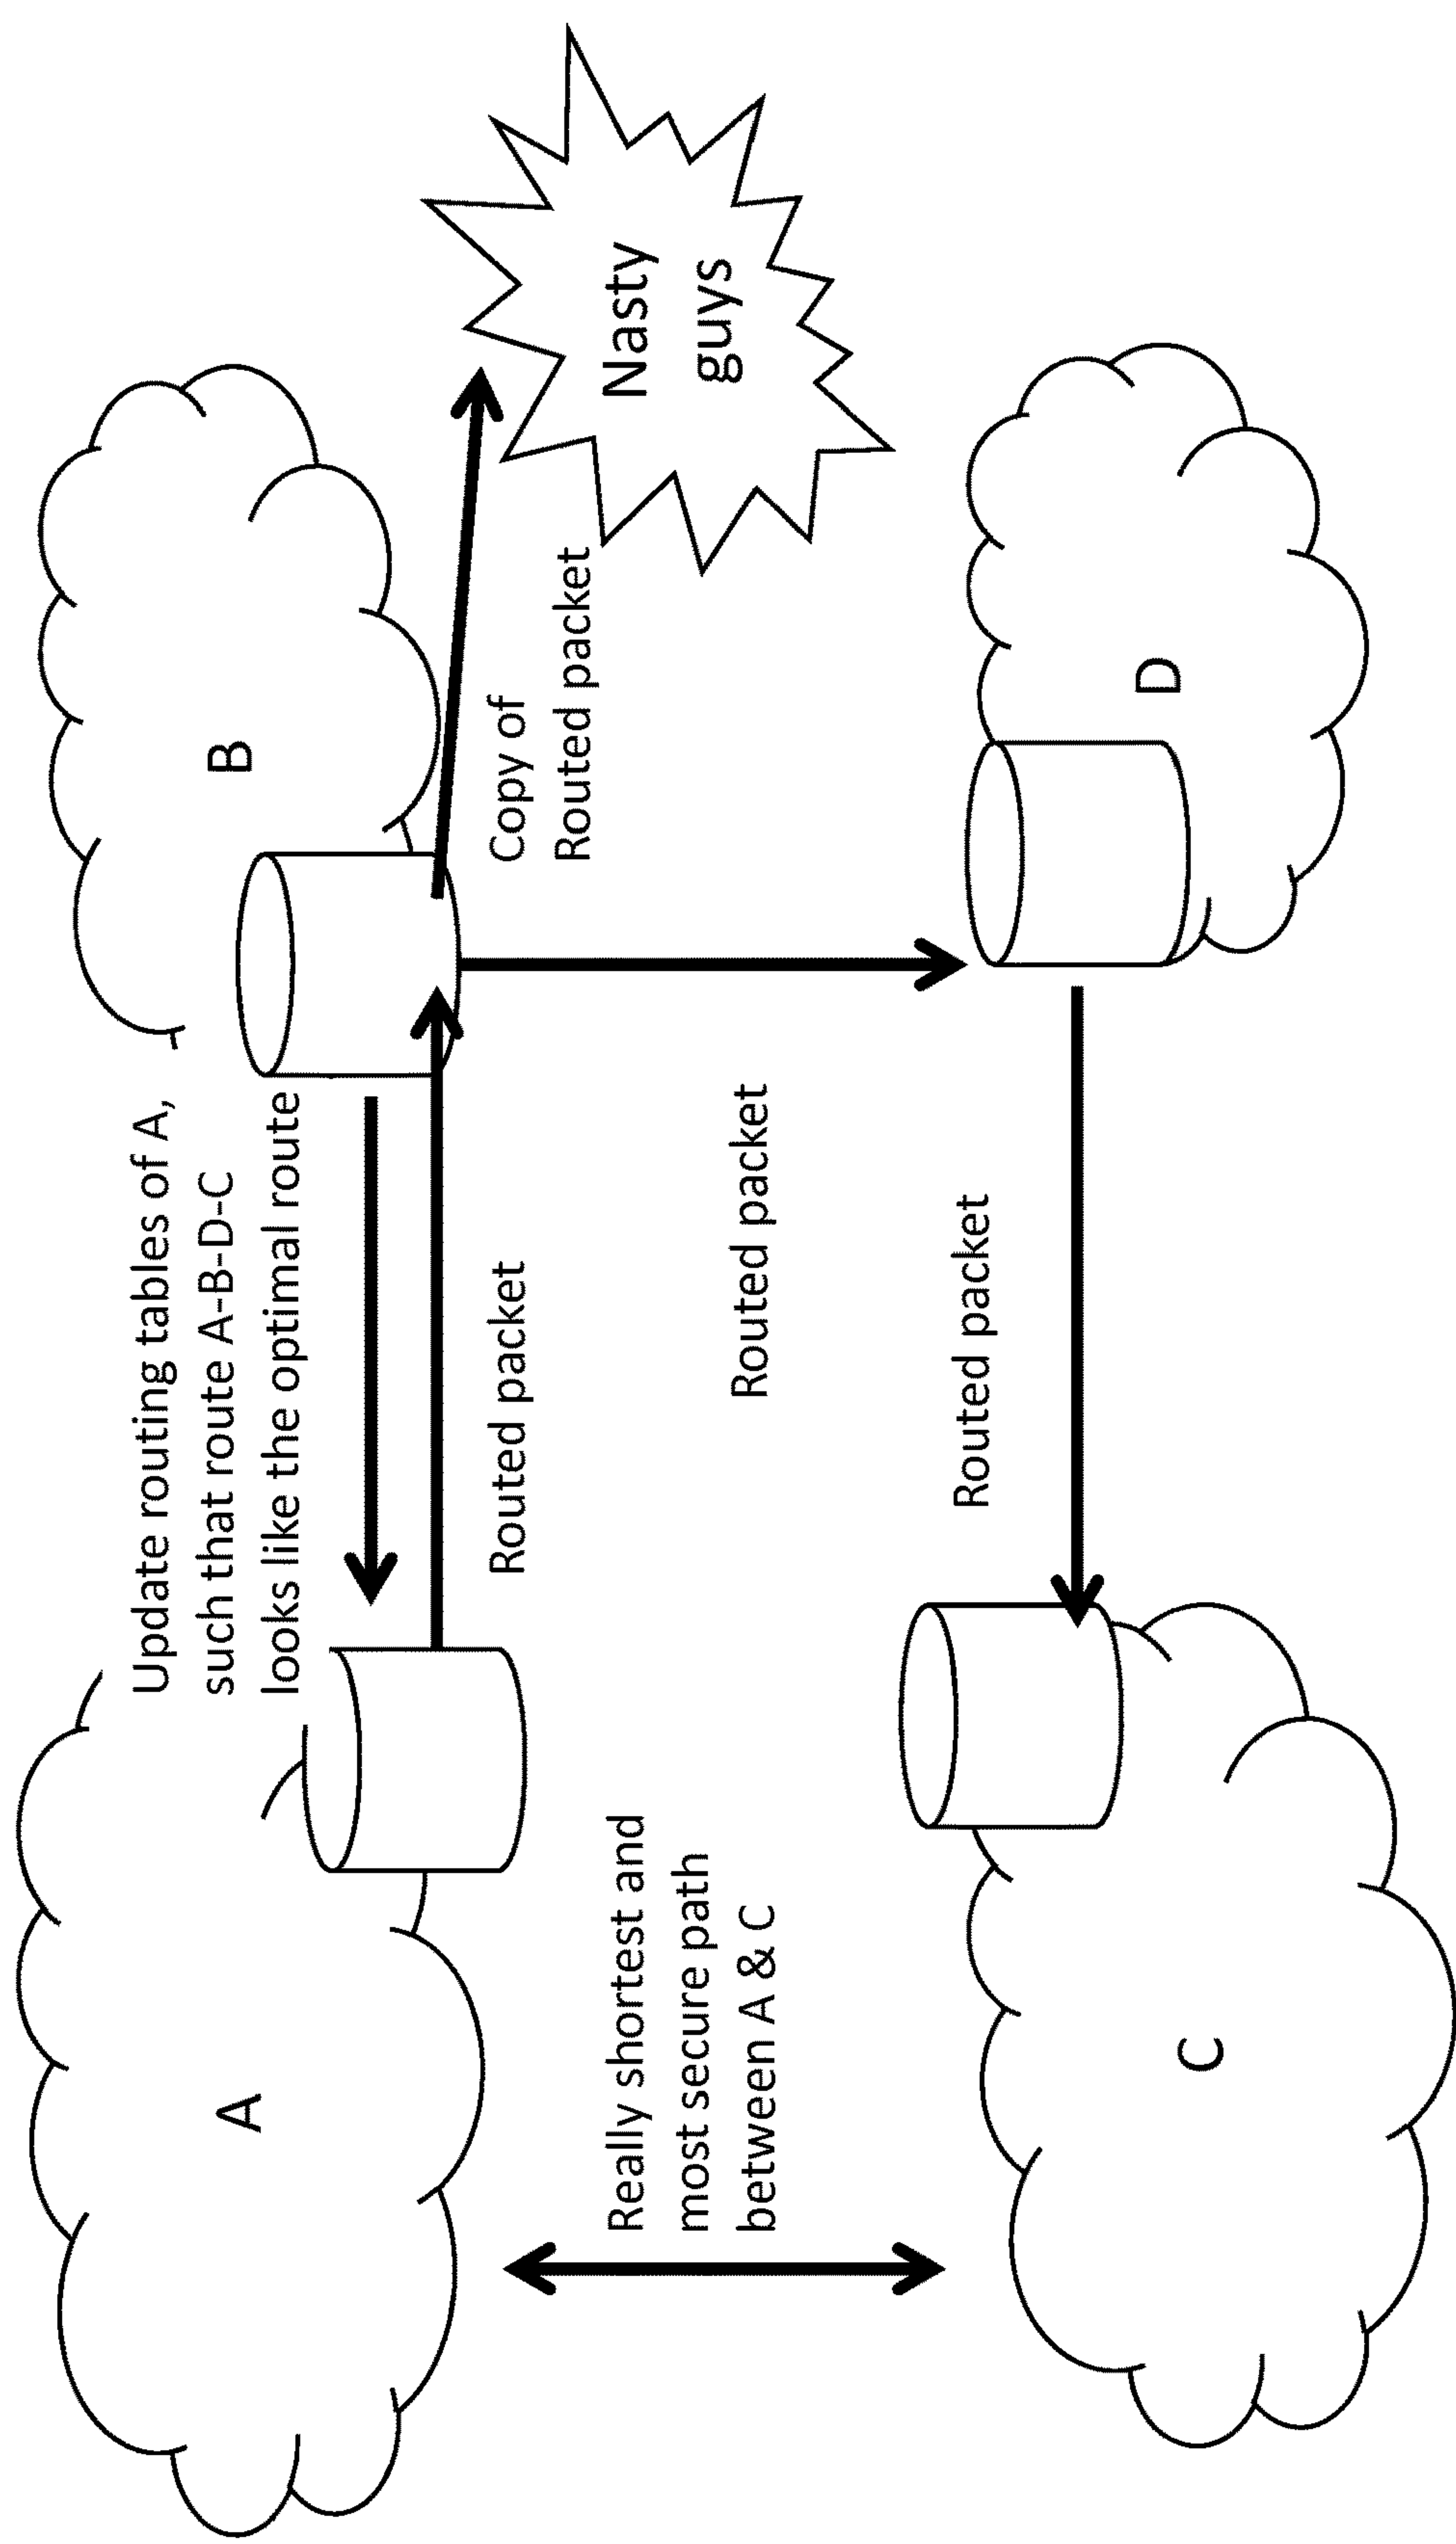 Update routing tables of A,
such that route A-B-D-C
looks like the optimal route
A
B
Routed packet
Copy of
Routed packet
Nasty
guys
Really shortest and
most secure path
between A & C
Routed packet
Routed packet
C
D